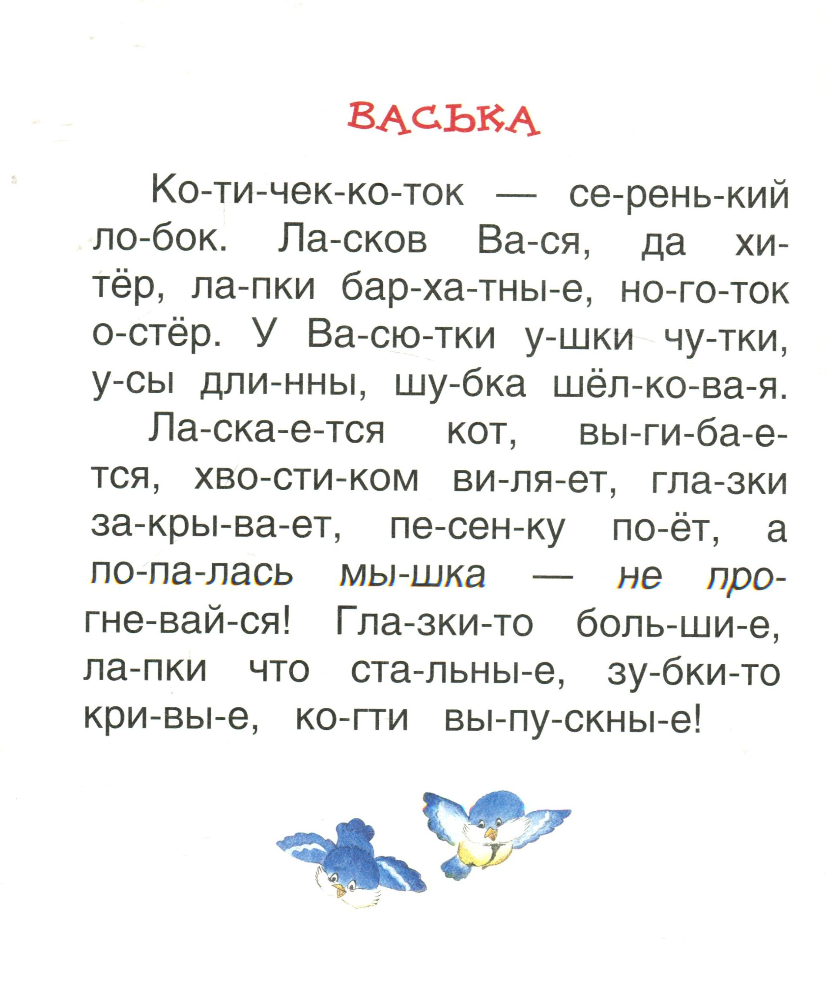 ВАСЬКА
Ко-ти-чек-ко-ток — се-рень-кий
ло-бок. Ла-сков Ва-ся, да хи-
тёр, ла-пки бар-ха-тны-е, но-го-ток
о-стёр. У Ва-сю-тки у-шки чу-тки,
у-сы дли-нны, шу-бка шёл-ко-ва-я.
Ла-ска-е-тся кот, вы-ги-ба-е-
тся, хво-сти-ком ви-ля-ет, гла-зки
за-кры-ва-ет, пе-сен-ку по-ёт, а
по-па-лась мы-шка — не про-
гне-вай-ся! Гла-зки-то боль-ши-е,
ла-пки что ста-льны-е, зу-бки-то
кри-вы-е, ко-гти вы-пу-скны-е!